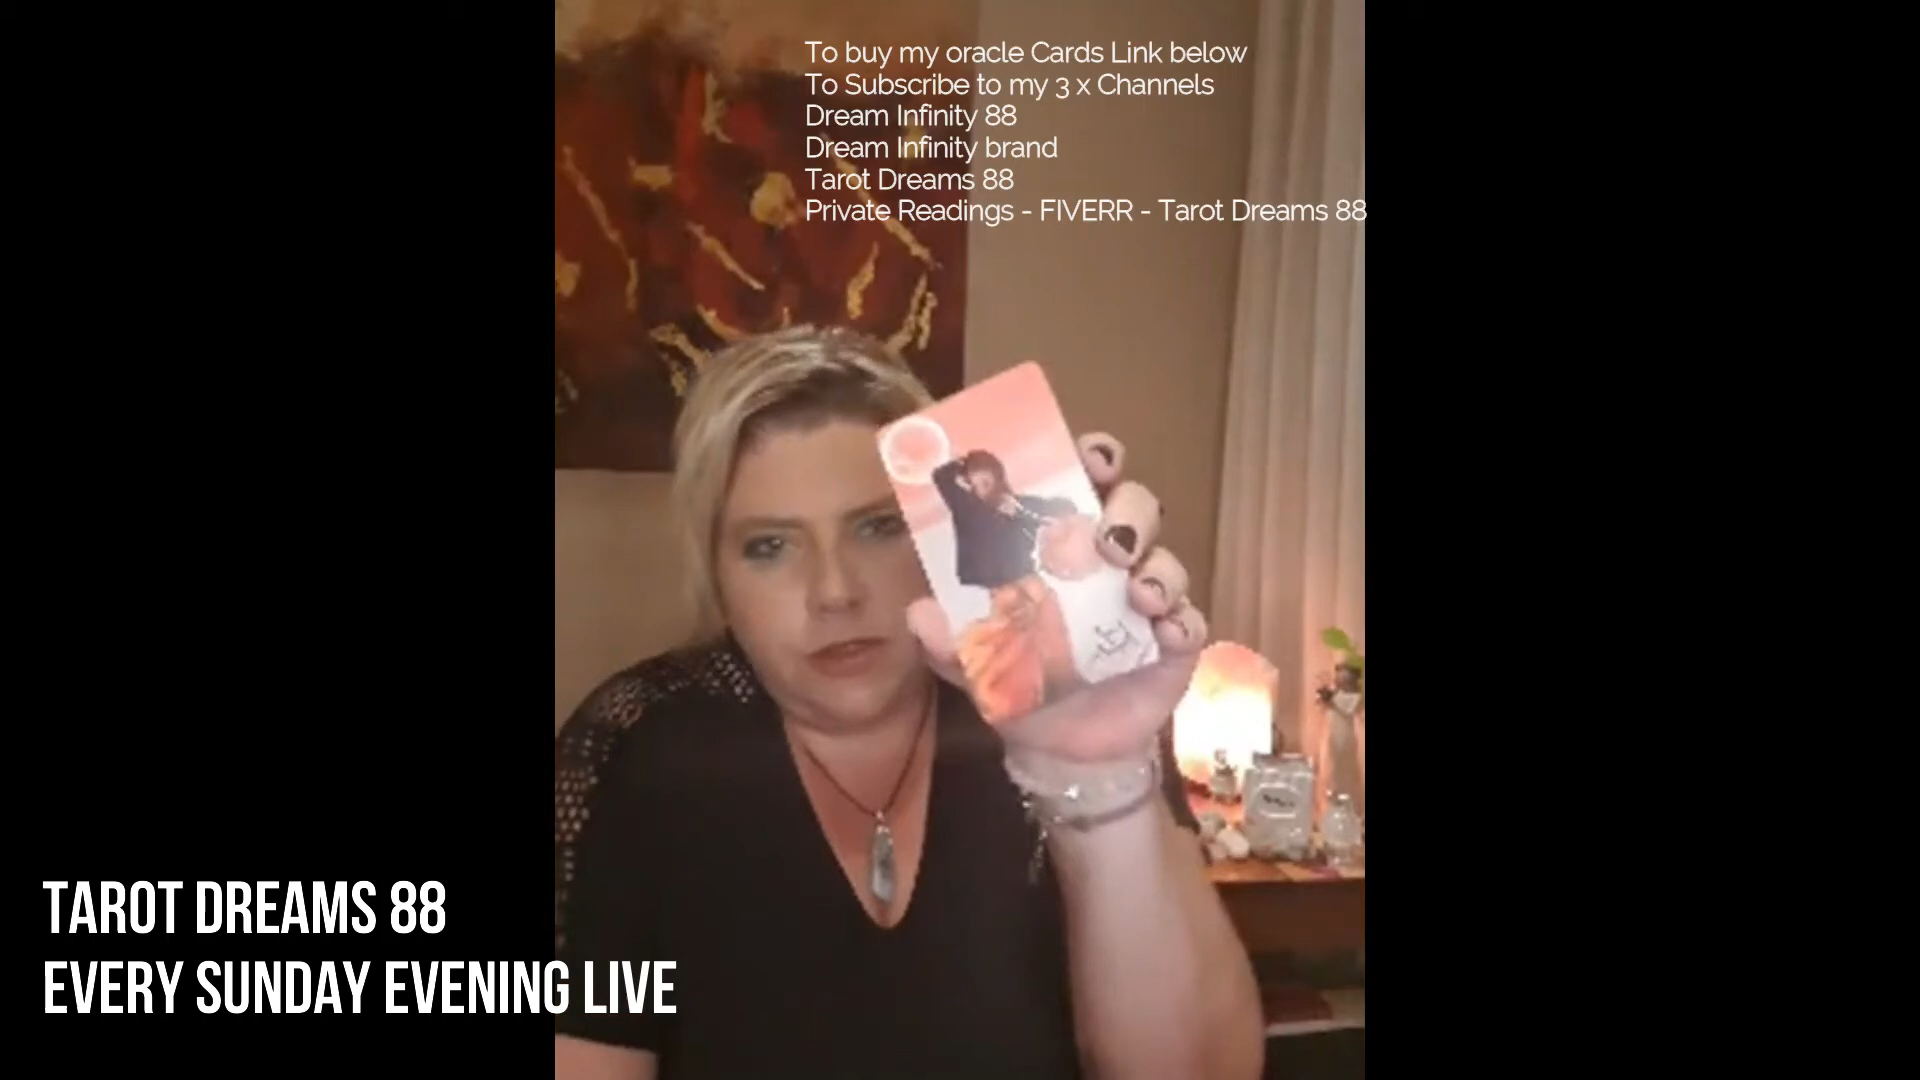 To buy my oracle Cards Link below
To Subscribe to my 3 x Channels
Dream Infinity 88
Dream Infinity brand
Tarot Dreams 88
Private Readings - FIVERR - Tarot Dreams 88
TAROT DREAMS 88
EVERY SUNDAY EVENING LIVE